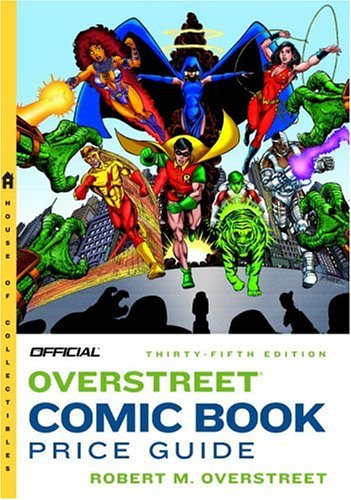 HOUSE OF COLLECTIBLES
R
OFFICIAL
THIRTY-FIFTH EDITION
OVERSTREET®
COMIC BOOK
PRICE GUIDE
ROBERT M. OVERSTREET